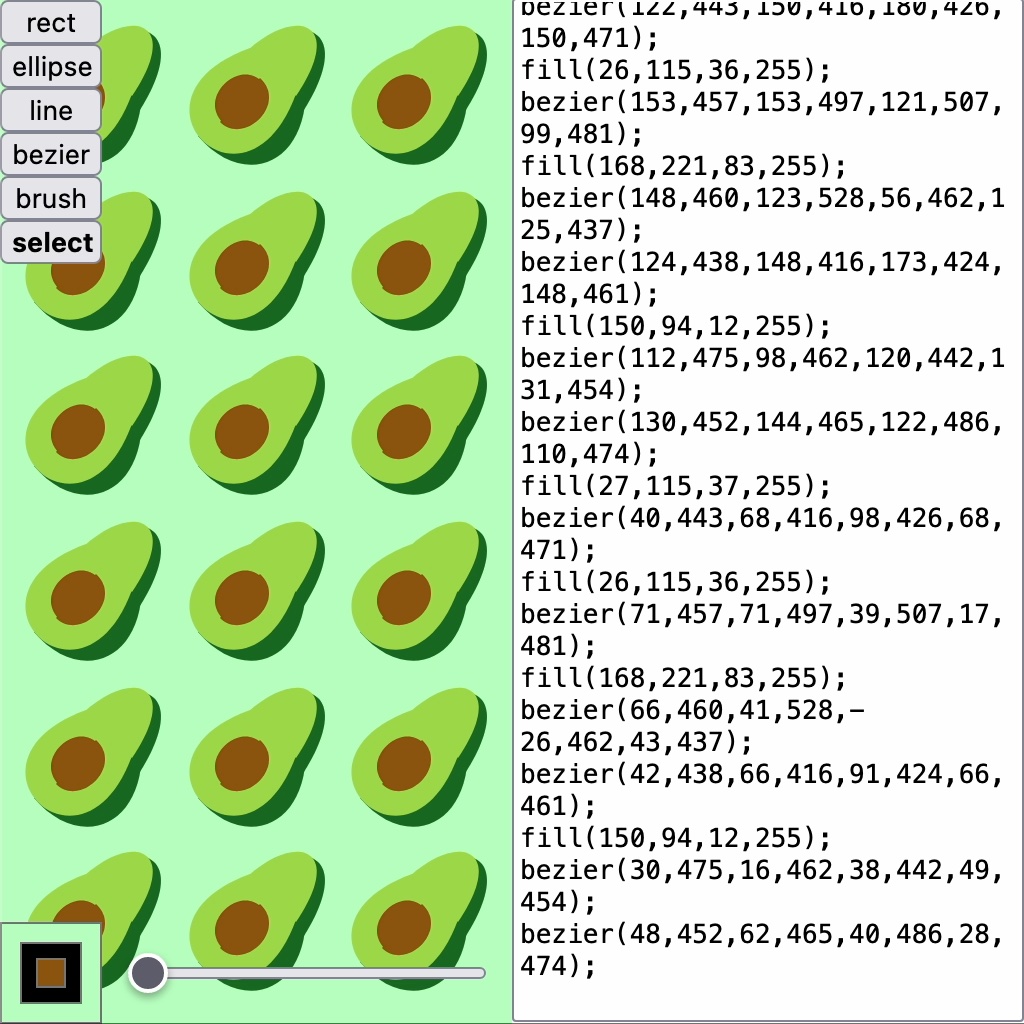 rect
ellipse
line
bezier
brush
select
bezier(122,443,150,416,180,426,
150,471);
fill(26,115,36,255);
bezier(153,457,153,497,121,507,
99,481);
fill(168,221,83,255);
bezier(148,460,123,528,56,462,1
25,437);
bezier(124,438,148,416,173,424,
148,461);
fill(150,94,12,255);
bezier(112,475,98,462,120,442,1
31,454);
bezier(130,452,144,465,122,486,
110,474);
fill(27,115,37,255);
bezier(40,443,68,416,98,426,68,
471);
fill(26,115,36,255);
bezier(71,457,71,497,39,507,17,
481);
fill(168,221,83,255);
bezier(66,460,41,528,-
26,462,43,437);
bezier(42,438,66,416,91,424,66,
461);
fill(150,94,12,255);
bezier(30,475,16,462,38,442,49,
454);
bezier(48,452,62,465,40,486,28,
474);